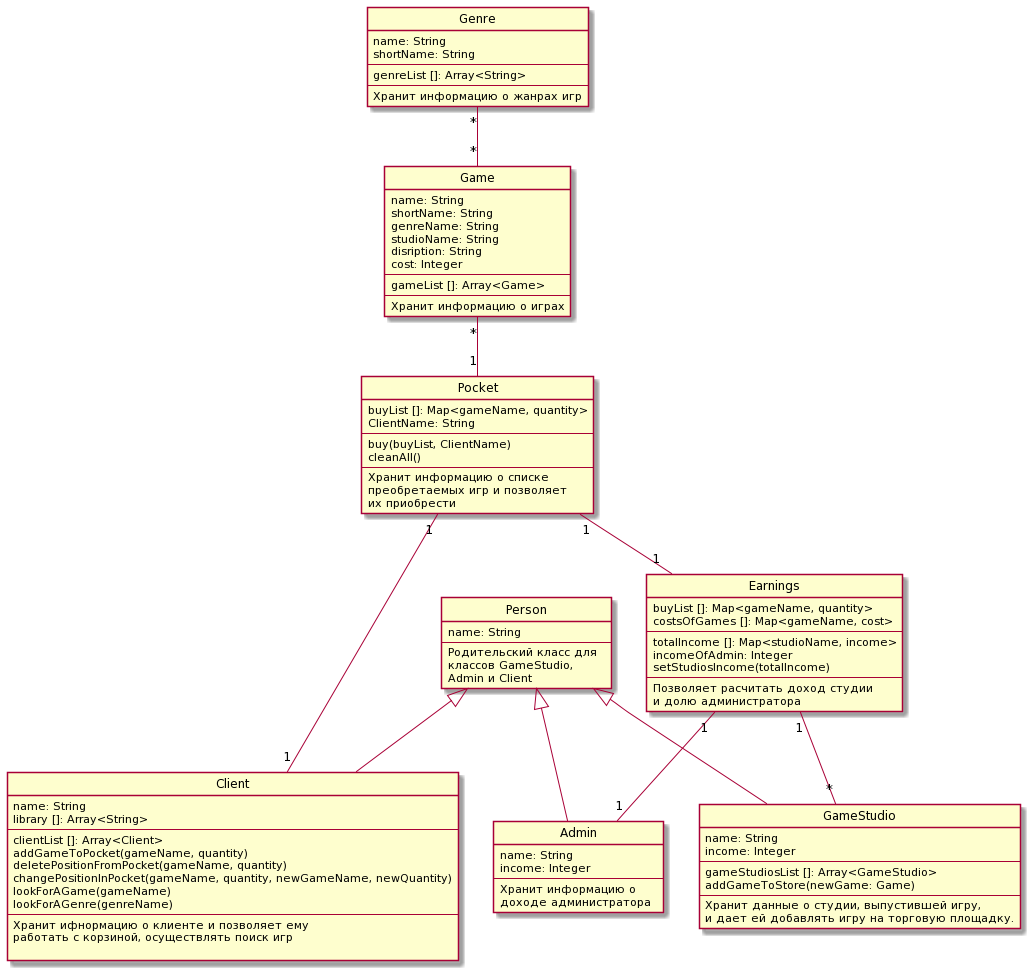 Genre
name: String
shortName: String
genreList []: Array<String>
Хранит информацию о жанрах игр
*
*
Game
name: String
shortName: String
genreName: String
studioName: String
disription: String
cost: Integer
gameList []: Array<Game>
Хранит информацию о играх
*
1
Pocket
buyList []: Map<gameName, quantity>
ClientName: String
buy(buyList, ClientName)
cleanAll()
Хранит информацию о списке
преобретаемых игр и позволяет
их приобрести
1
1
1
Earnings
buyList []: Map<gameName, quantity>
costsOfGames []: Map<gameName, cost>
totalIncome []: Map<studioName, income>
incomeOfAdmin: Integer
setStudiosIncome(totalIncome)
Позволяет расчитать доход студии
и долю администратора
Person
name: String
Родительский класс для
классов GameStudio,
Admin и Client
1
1
1
1
*
Client
name: String
library []: Array<String>
clientList []: Array<Client>
addGameToPocket(gameName, quantity)
deletePositionFromPocket(gameName, quantity)
changePositionInPocket(gameName, quantity, newGameName, newQuantity)
lookForAGame(gameName)
lookForAGenre(genreName)
Хранит ифнормацию о клиенте и позволяет ему
работать с корзиной, осуществлять поиск игр
Admin
name: String
income: Integer
Хранит информацию о
доходе администратора
GameStudio
name: String
income: Integer
gameStudiosList []: Array<GameStudio>
addGameToStore(newGame: Game)
Хранит данные о студии, выпустившей игру,
и дает ей добавлять игру на торговую площадку.